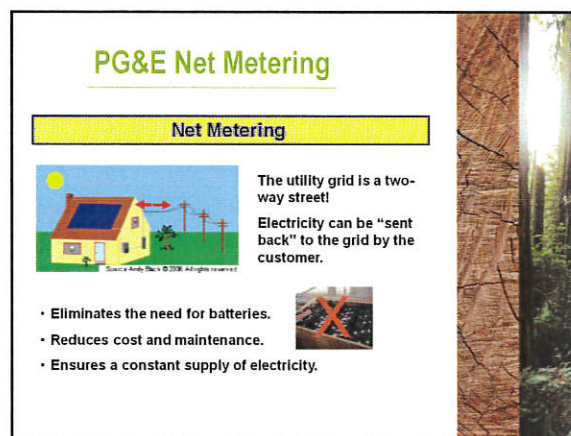 PG&E Net Metering
Net Metering
The utility grid is a two-
way street!
Electricity can be “sent
back” to the grid by the
customer.
Source Andy Black © 2006 All rights reserved
· Eliminates the need for batteries.
· Reduces cost and maintenance.
· Ensures a constant supply of electricity.